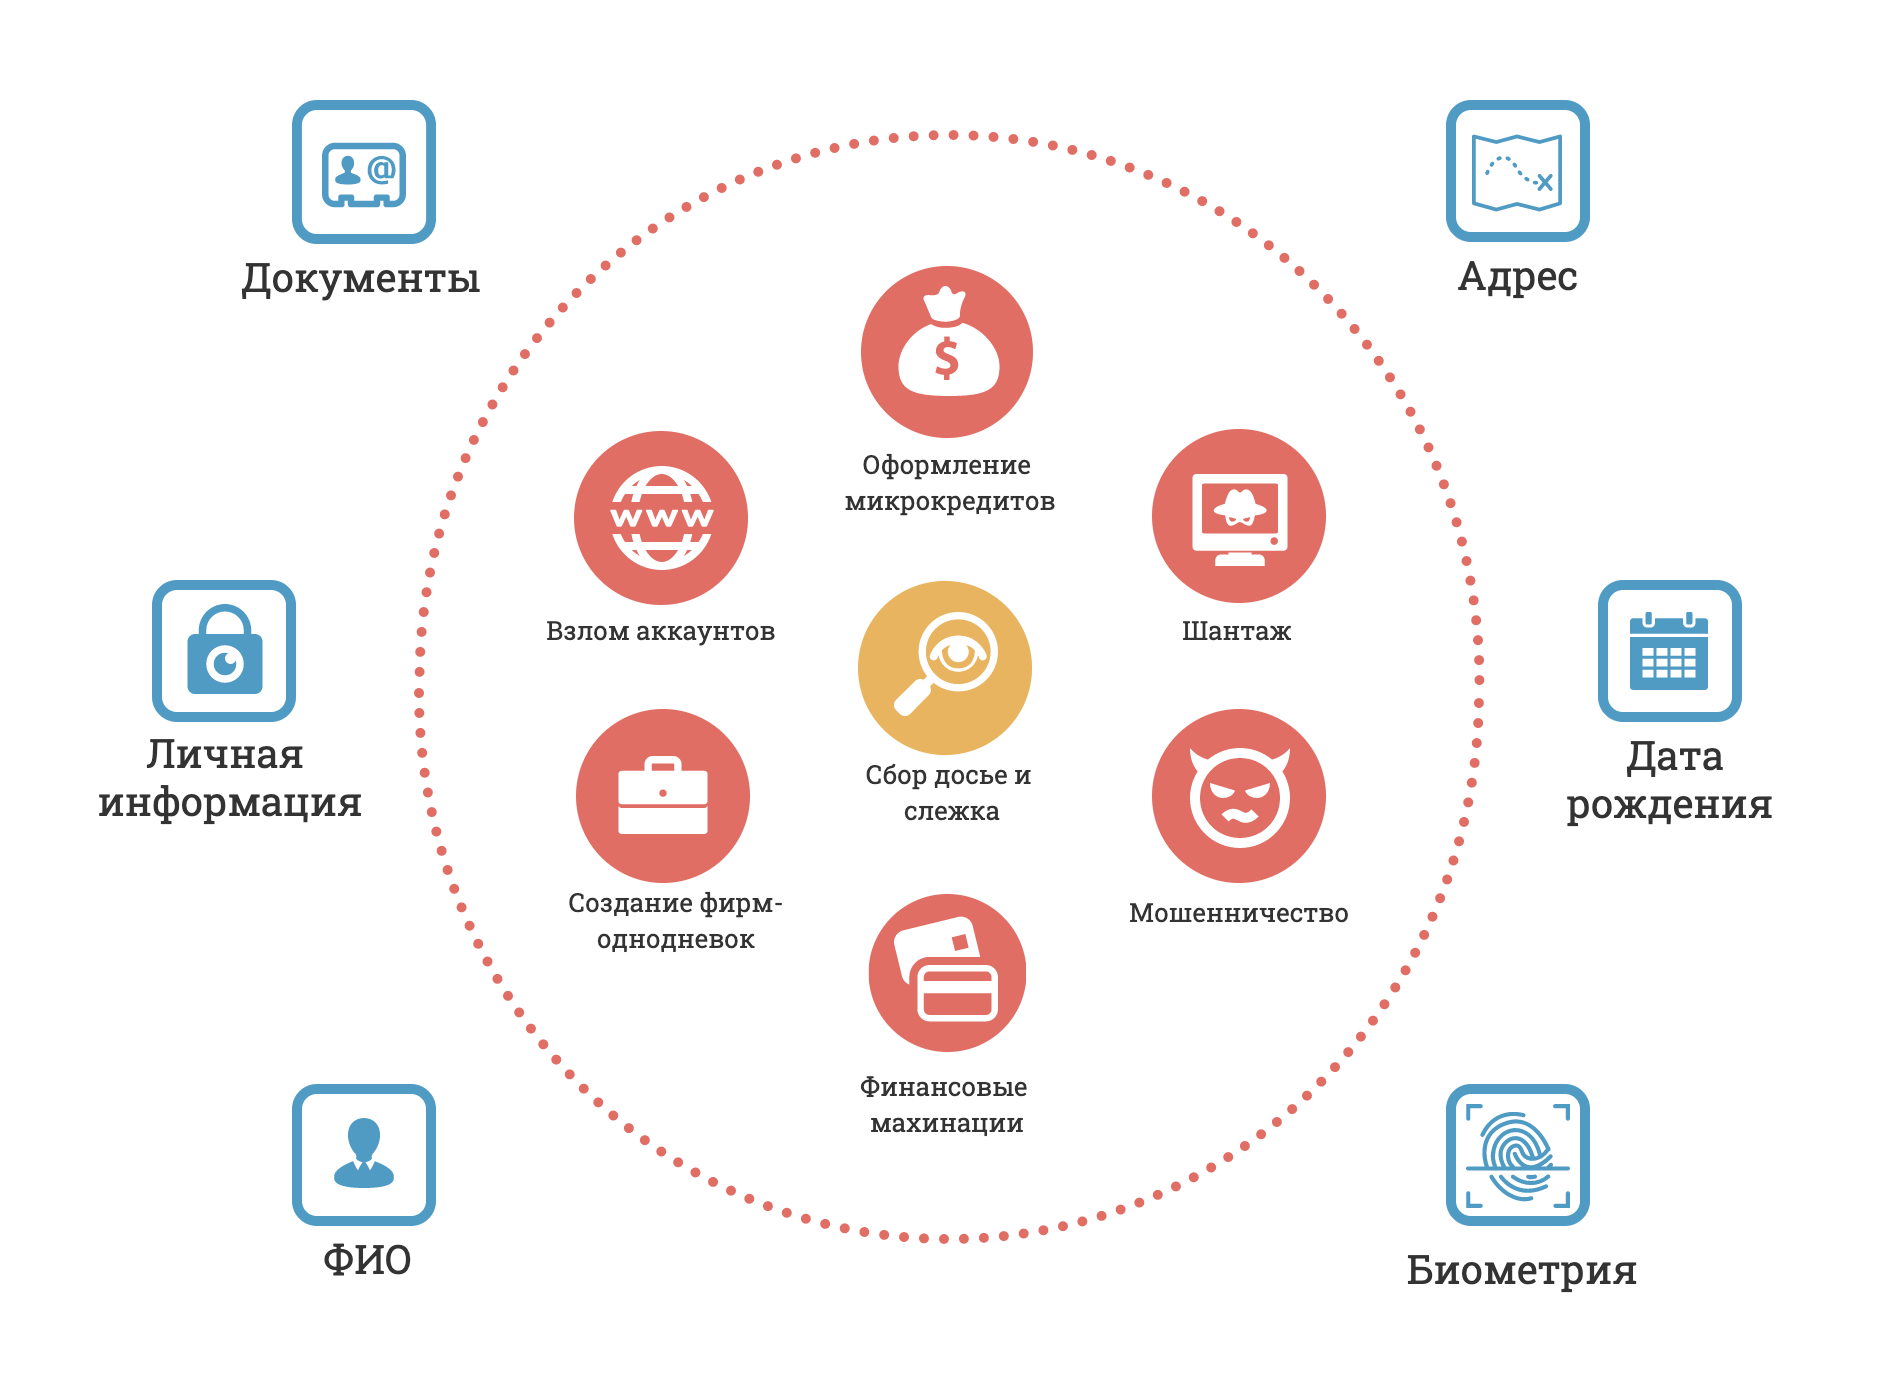 @
Документы
Адрес
$
Оформление
микрокредитов
www
Взлом аккаунтов
Шантаж
Личная
информация
Сбор досье и
слежка
Дата
рождения
Создание фирм-
однодневок
Мошенничество
Финансовые
махинации
ФИО
Биометрия